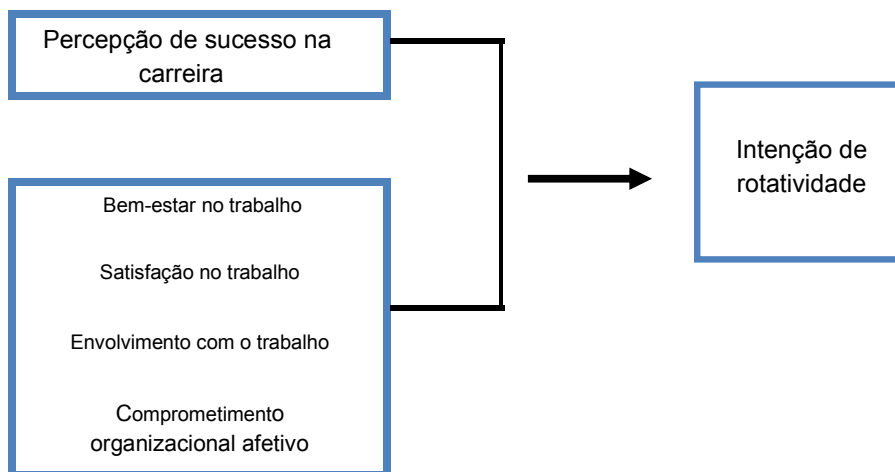 Percepção de sucesso na
carreira
Bem-estar no trabalho
Satisfação no trabalho
Envolvimento com o trabalho
Comprometimento
organizacional afetivo
Intenção de
rotatividade